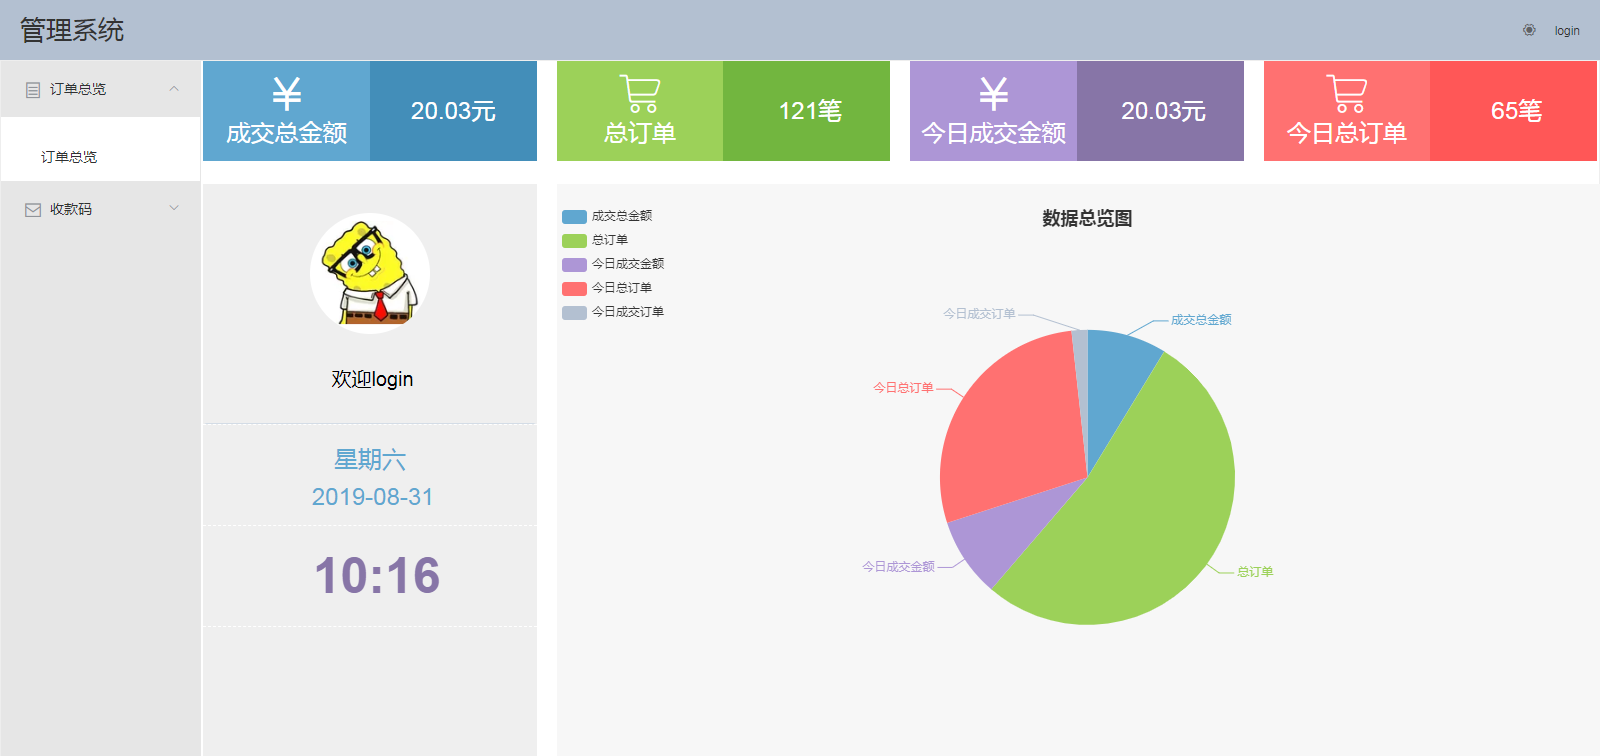 管理系统
login
订单总览
订单总览
收款码
成交总金额
20.03元
总订单
121笔
今日成交金额
20.03元
今日总订单
65笔
欢迎login
星期六
2019-08-31
10:16
数据总览图
成交总金额
总订单
今日成交金额
今日总订单
今日成交订单
今日成交订单
成交总金额
今日总订单
今日成交金额
总订单